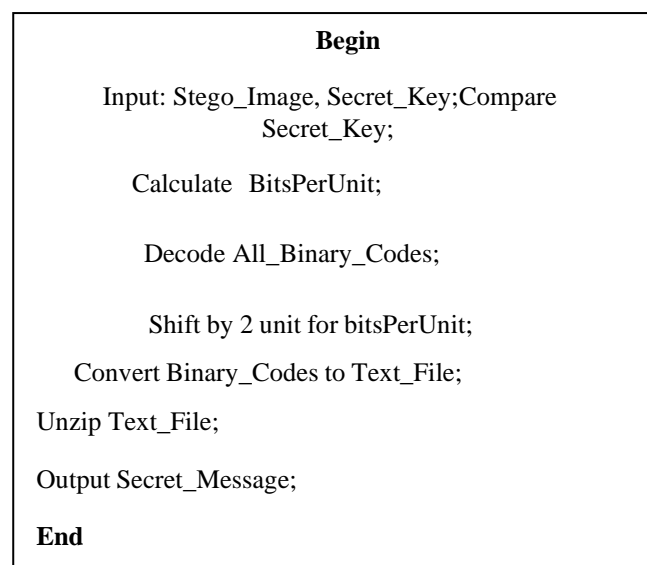 Begin
Input: Stego_Image, Secret_Key;Compare
Secret_Key;
Calculate BitsPerUnit;
Decode All_Binary_Codes;
Shift by 2 unit for bitsPerUnit;
Convert Binary_Codes to Text_File;
Unzip Text_File;
Output Secret_Message;
End